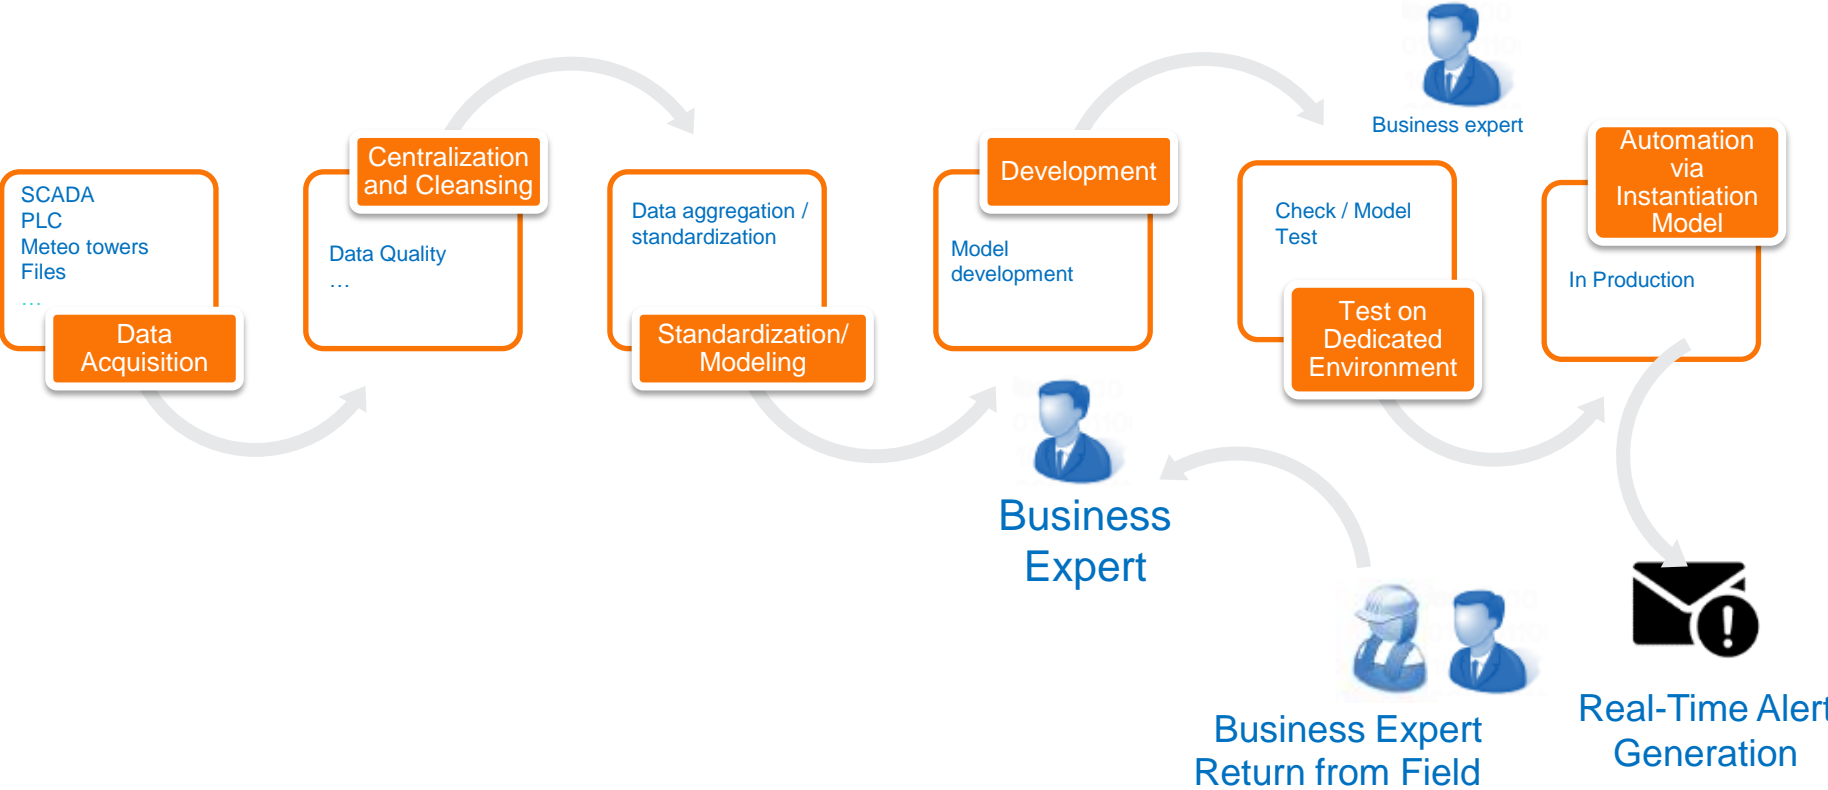 SCADA
PLC
Meteo towers
Files
…
Data
Acquisition
Centralization
and Cleansing
Data Quality
…
Data aggregation /
standardization
Standardization/
Modeling
Development
Model
development
Business
Expert
Business expert
Check / Model
Test
Test on
Dedicated
Environment
Automation
via
Instantiation
Model
In Production
Business Expert
Return from Field
Real-Time Alert
Generation